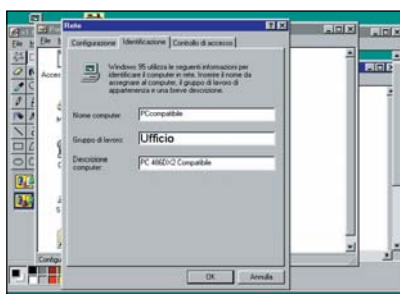 Rete
File
File
Configurazione
Identificazione
Controllo di accesso
Windows 95 utilizza le seguenti informazioni per
identificare il computer in rete. Inserire il nome da
assegnare al computer, il gruppo di lavoro di
appartenenza e una breve descrizione.
Nome computer:
PCcompatibile
Gruppo di lavoro:
Ufficio
Descrizione
computer:
PC 486DX2 Compatibile
OK
Annulla